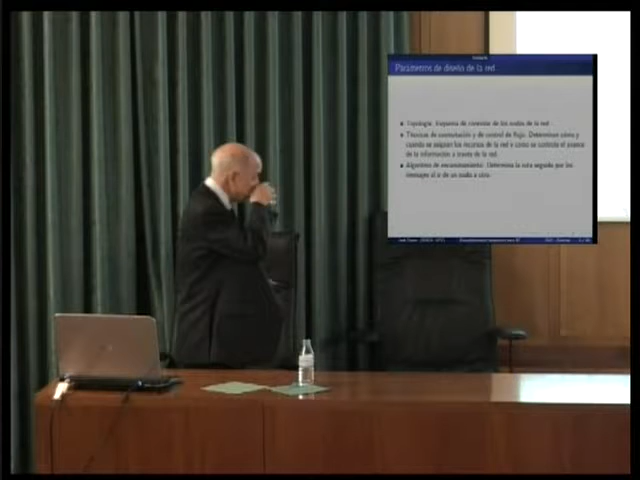 Parámetros de diseño de la red
Topología: Esquema de conexión de los nodos de la red.
Técnicas de conmutación y de control de flujo: Determinan cómo y
cuando se asignan los recursos de la red y cómo se controla el avance
de la información a través de la red.
Algoritmo de encaminamiento: Determina la ruta seguida por los
mensajes al ir de un nodo a otro.